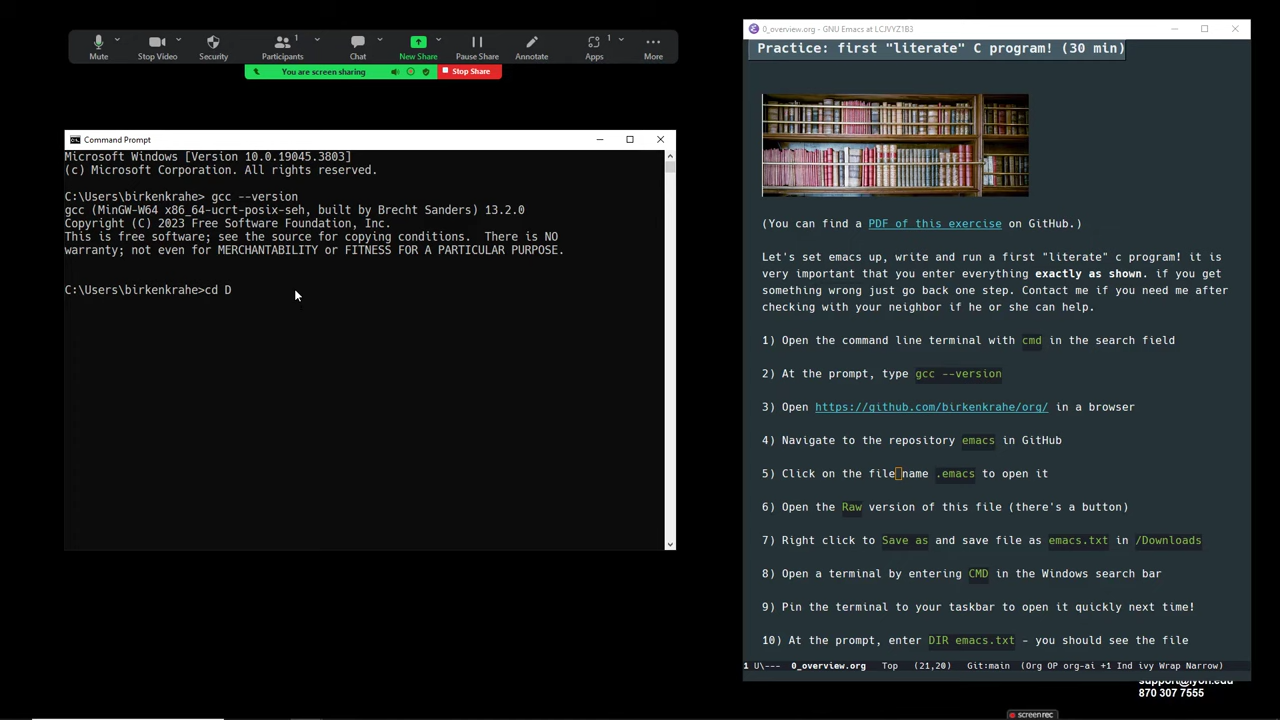 Mute
Stop Video
Security
1
Participants
Chat
New Share
Pause Share
Annotate
1
Apps
More
You are screen sharing
Stop Share
Command Prompt
Microsoft Windows [Version 10.0.19045.3803]
(c) Microsoft Corporation. All rights reserved.
C:\Users\birkenkrahe> gcc --version
gcc (MinGW-W64 x86_64-ucrt-posix-seh, built by Brecht Sanders) 13.2.0
Copyright (C) 2023 Free Software Foundation, Inc.
This is free software; see the source for copying conditions.  There is NO
warranty; not even for MERCHANTABILITY or FITNESS FOR A PARTICULAR PURPOSE.
C:\Users\birkenkrahe>cd D
0_overview.org - GNU Emacs at LCJVYZ1B3
Practice: first "literate" C program! (30 min)
(You can find a PDF of this exercise on GitHub.)
Let's set emacs up, write and run a first "literate" c program! it is
very important that you enter everything exactly as shown. if you get
something wrong just go back one step. Contact me if you need me after
checking with your neighbor if he or she can help.
1) Open the command line terminal with cmd in the search field
2) At the prompt, type gcc --version
3) Open https://github.com/birkenkrahe/org/ in a browser
4) Navigate to the repository emacs in GitHub
5) Click on the file name .emacs to open it
6) Open the Raw version of this file (there's a button)
7) Right click to Save as and save file as emacs.txt in /Downloads
8) Open a terminal by entering CMD in the Windows search bar
9) Pin the terminal to your taskbar to open it quickly next time!
10) At the prompt, enter DIR emacs.txt - you should see the file
1 U\--- 0_overview.org Top (21,20) Git:main (Org OP org-ai +1 Ind ivy Wrap Narrow)
support@lyon.edu
870 307 7555
screenrec